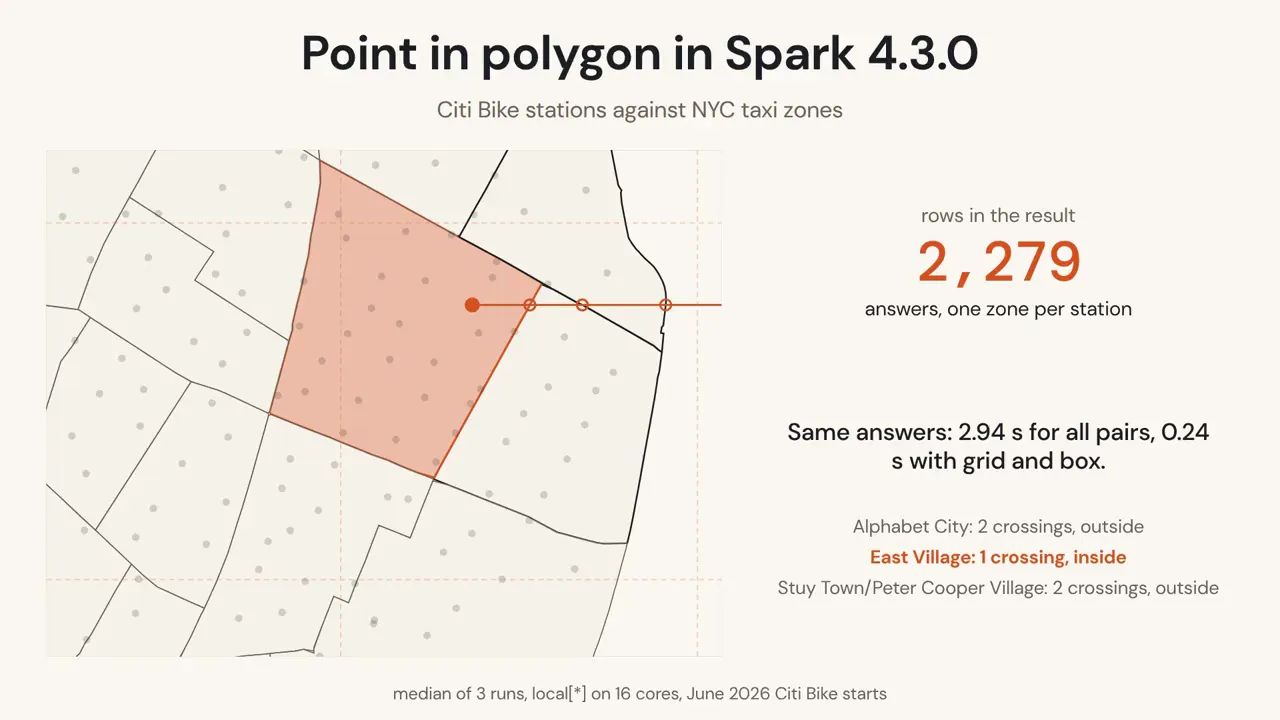 Point in polygon in Spark 4.3.0
Citi Bike stations against NYC taxi zones
rows in the result
2,279
answers, one zone per station
Same answers: 2.94 s for all pairs, 0.24
s with grid and box.
Alphabet City: 2 crossings, outside
East Village: 1 crossing, inside
Stuy Town/Peter Cooper Village: 2 crossings, outside
median of 3 runs, local[*] on 16 cores, June 2026 Citi Bike starts